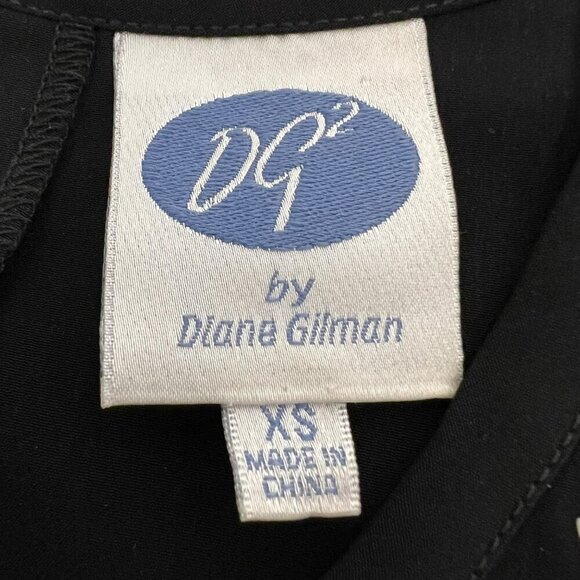 DG²
by
Diane Gilman
XS
MADE IN
CHINA